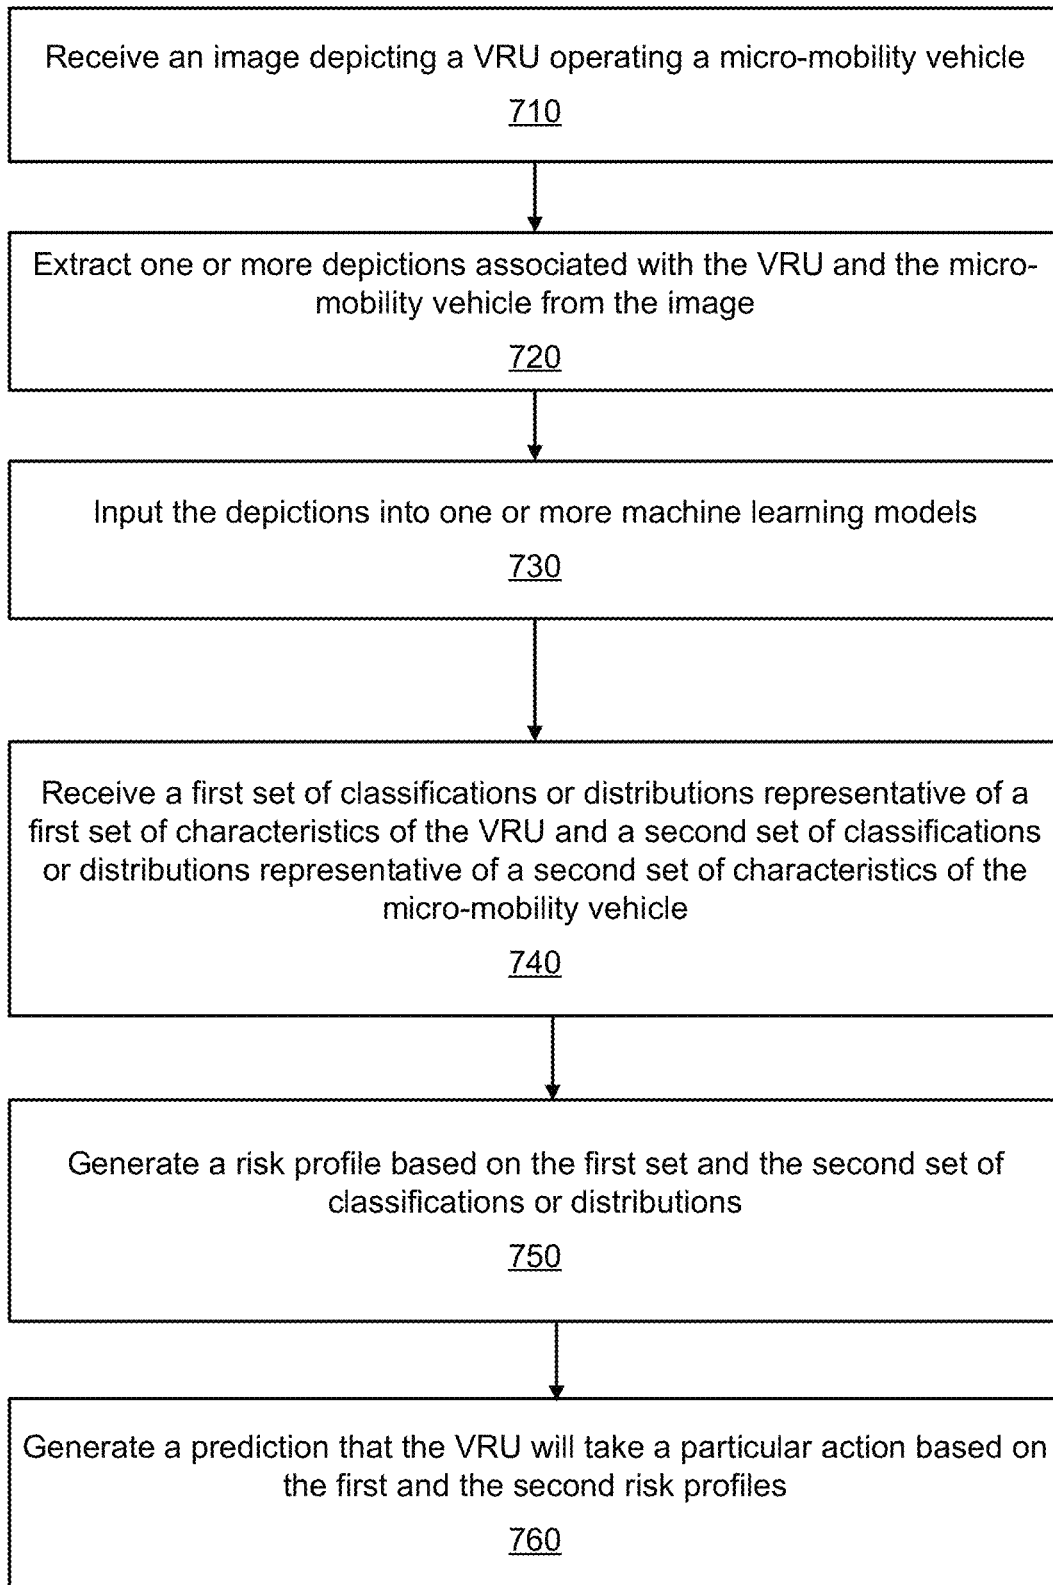 Receive an image depicting a VRU operating a micro-mobility vehicle
710
Extract one or more depictions associated with the VRU and the micro-
mobility vehicle from the image
720
Input the depictions into one or more machine learning models
730
Receive a first set of classifications or distributions representative of a
first set of characteristics of the VRU and a second set of classifications
or distributions representative of a second set of characteristics of the
micro-mobility vehicle
740
Generate a risk profile based on the first set and the second set of
classifications or distributions
750
Generate a prediction that the VRU will take a particular action based on
the first and the second risk profiles
760